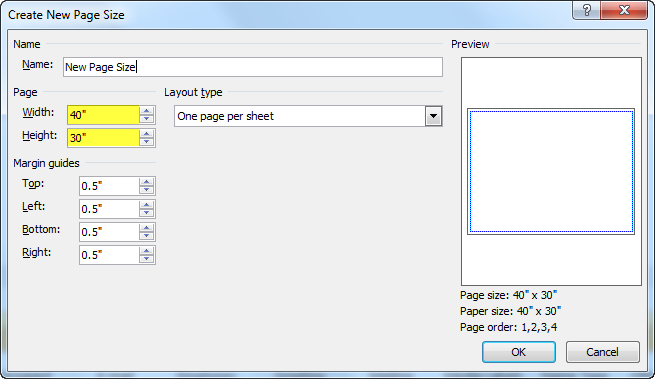 Create New Page Size
Name
Name: New Page Size
Page
Width: 40"
Height: 30"
Layout type
One page per sheet
Margin guides
Top: 0.5"
Left: 0.5"
Bottom: 0.5"
Right: 0.5"
Preview
Page size: 40" x 30"
Paper size: 40" x 30"
Page order: 1,2,3,4
OK
Cancel